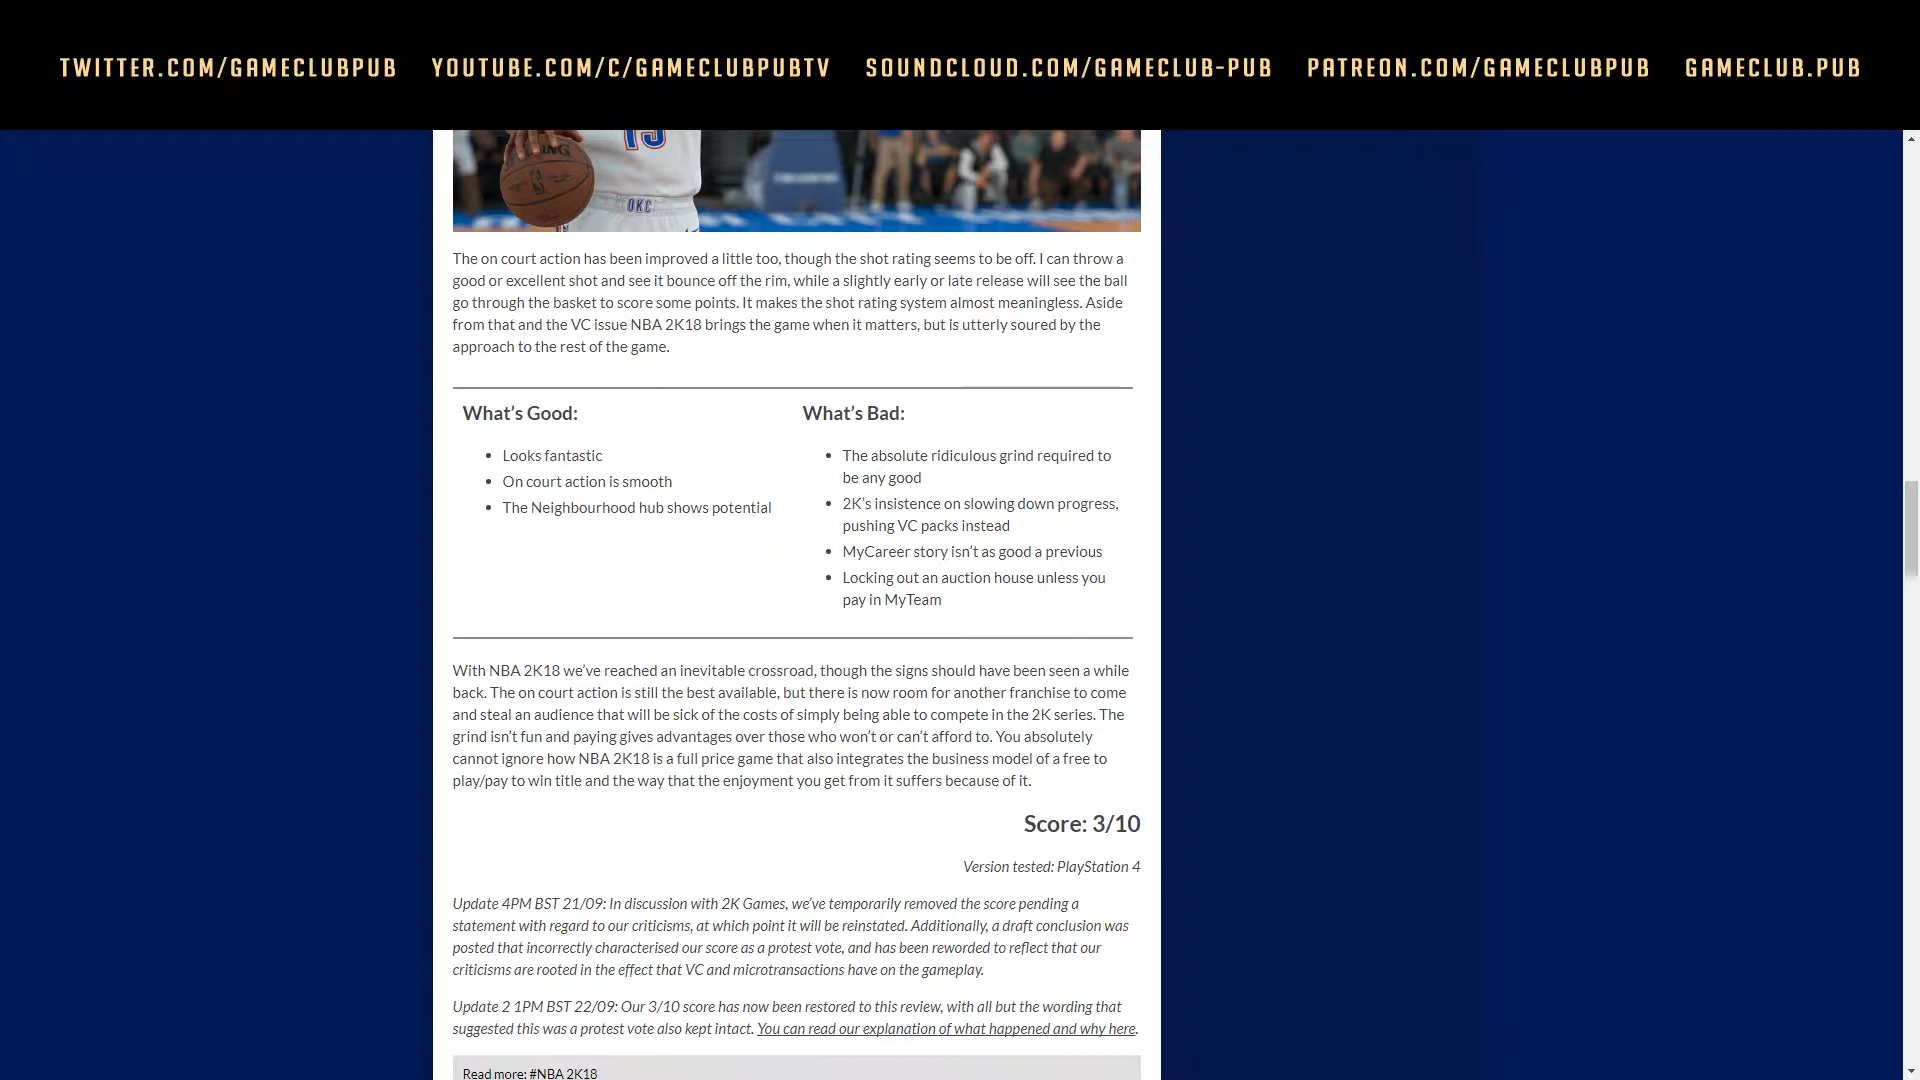 TWITTER.COM/GAMECLUBPUB YOUTUBE.COM/C/GAMECLUBPUBTV SOUNDCLOUD.COM/GAMECLUB-PUB PATREON.COM/GAMECLUBPUB GAMECLUB.PUB
OKC
The on court action has been improved a little too, though the shot rating seems to be off. I can throw a
good or excellent shot and see it bounce off the rim, while a slightly early or late release will see the ball
go through the basket to score some points. It makes the shot rating system almost meaningless. Aside
from that and the VC issue NBA 2K18 brings the game when it matters, but is utterly soured by the
approach to the rest of the game.
What's Good:
• Looks fantastic
• On court action is smooth
• The Neighbourhood hub shows potential
What's Bad:
• The absolute ridiculous grind required to
be any good
• 2K's insistence on slowing down progress,
pushing VC packs instead
• MyCareer story isn't as good a previous
• Locking out an auction house unless you
pay in MyTeam
With NBA 2K18 we've reached an inevitable crossroad, though the signs should have been seen a while
back. The on court action is still the best available, but there is now room for another franchise to come
and steal an audience that will be sick of the costs of simply being able to compete in the 2K series. The
grind isn't fun and paying gives advantages over those who won't or can't afford to. You absolutely
cannot ignore how NBA 2K18 is a full price game that also integrates the business model of a free to
play/pay to win title and the way that the enjoyment you get from it suffers because of it.
Score: 3/10
Version tested: PlayStation 4
Update 4PM BST 21/09: In discussion with 2K Games, we've temporarily removed the score pending a
statement with regard to our criticisms, at which point it will be reinstated. Additionally, a draft conclusion was
posted that incorrectly characterised our score as a protest vote, and has been reworded to reflect that our
criticisms are rooted in the effect that VC and microtransactions have on the gameplay.
Update 2 1PM BST 22/09: Our 3/10 score has now been restored to this review, with all but the wording that
suggested this was a protest vote also kept intact. You can read our explanation of what happened and why here.
Read more: #NBA 2K18